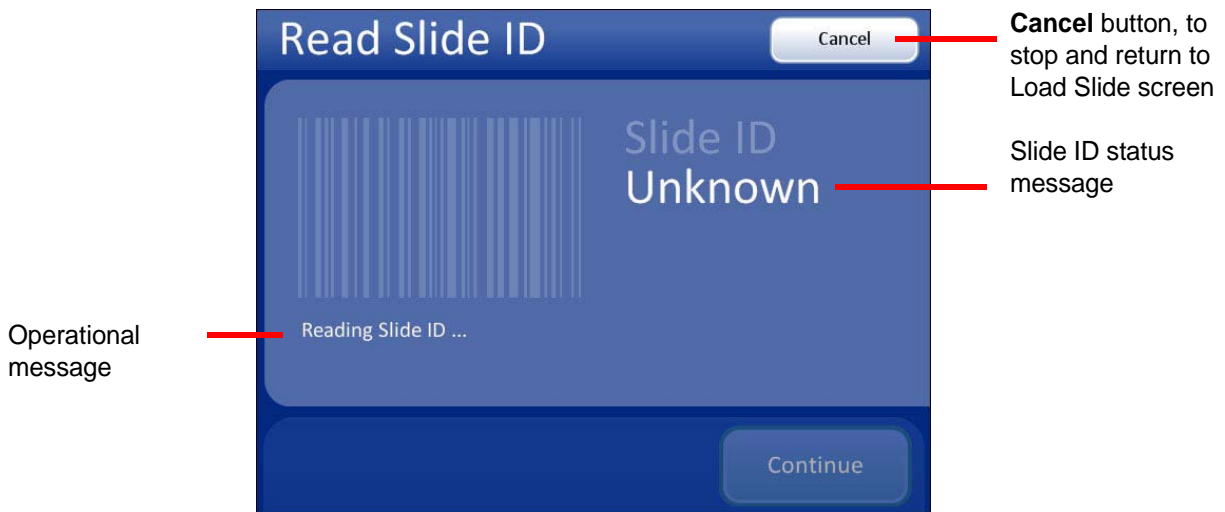 Read Slide ID
Cancel
Cancel button, to
stop and return to
Load Slide screen
Slide ID
Unknown
Slide ID status
message
Reading Slide ID ...
Operational
message
Continue